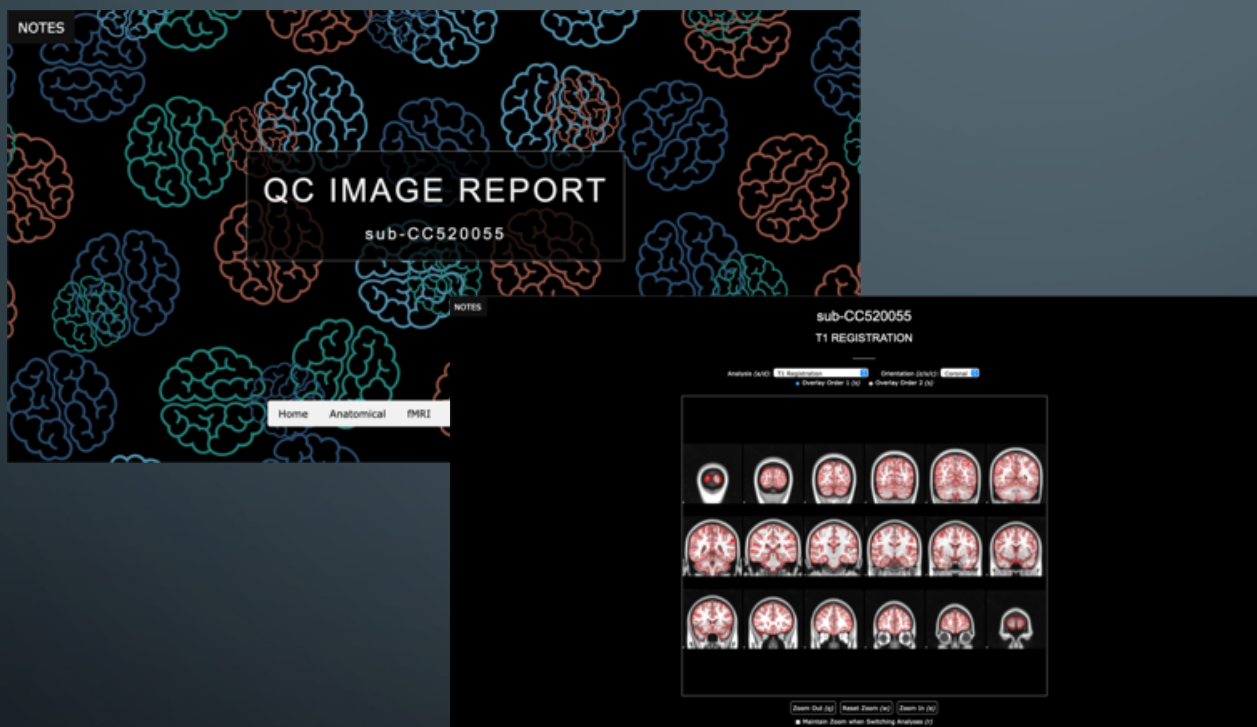 NOTES
QC IMAGE REPORT
sub-CC520055
Home Anatomical fMRI
NOTES
sub-CC520055
T1 REGISTRATION
Analysis (a/d): T1 Registration Orientation (z/x/c): Coronal
Overlay Order 1 (s) Overlay Order 2 (s)
Zoom Out (q) Reset Zoom (w) Zoom In (e)
Maintain Zoom when Switching Analyses (r)